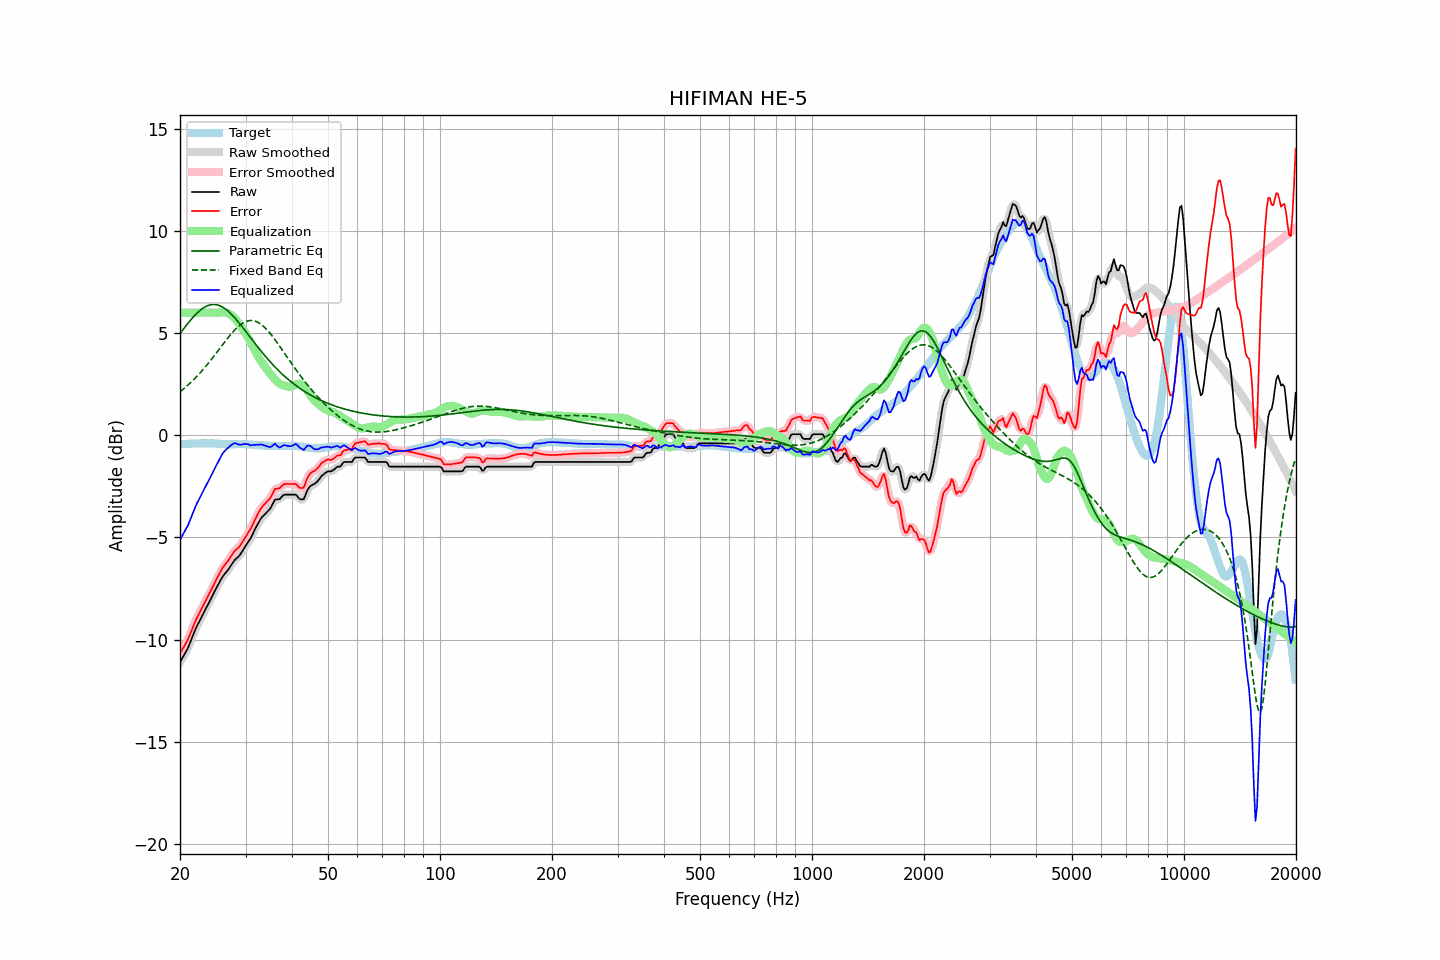 HIFIMAN HE-5
Target
Raw Smoothed
Error Smoothed
Raw
Error
Equalization
Parametric Eq
Fixed Band Eq
Equalized
15
10
5
0
−5
−10
−15
−20
Amplitude (dBr)
20 50 100 200 500 1000 2000 5000 10000 20000
Frequency (Hz)